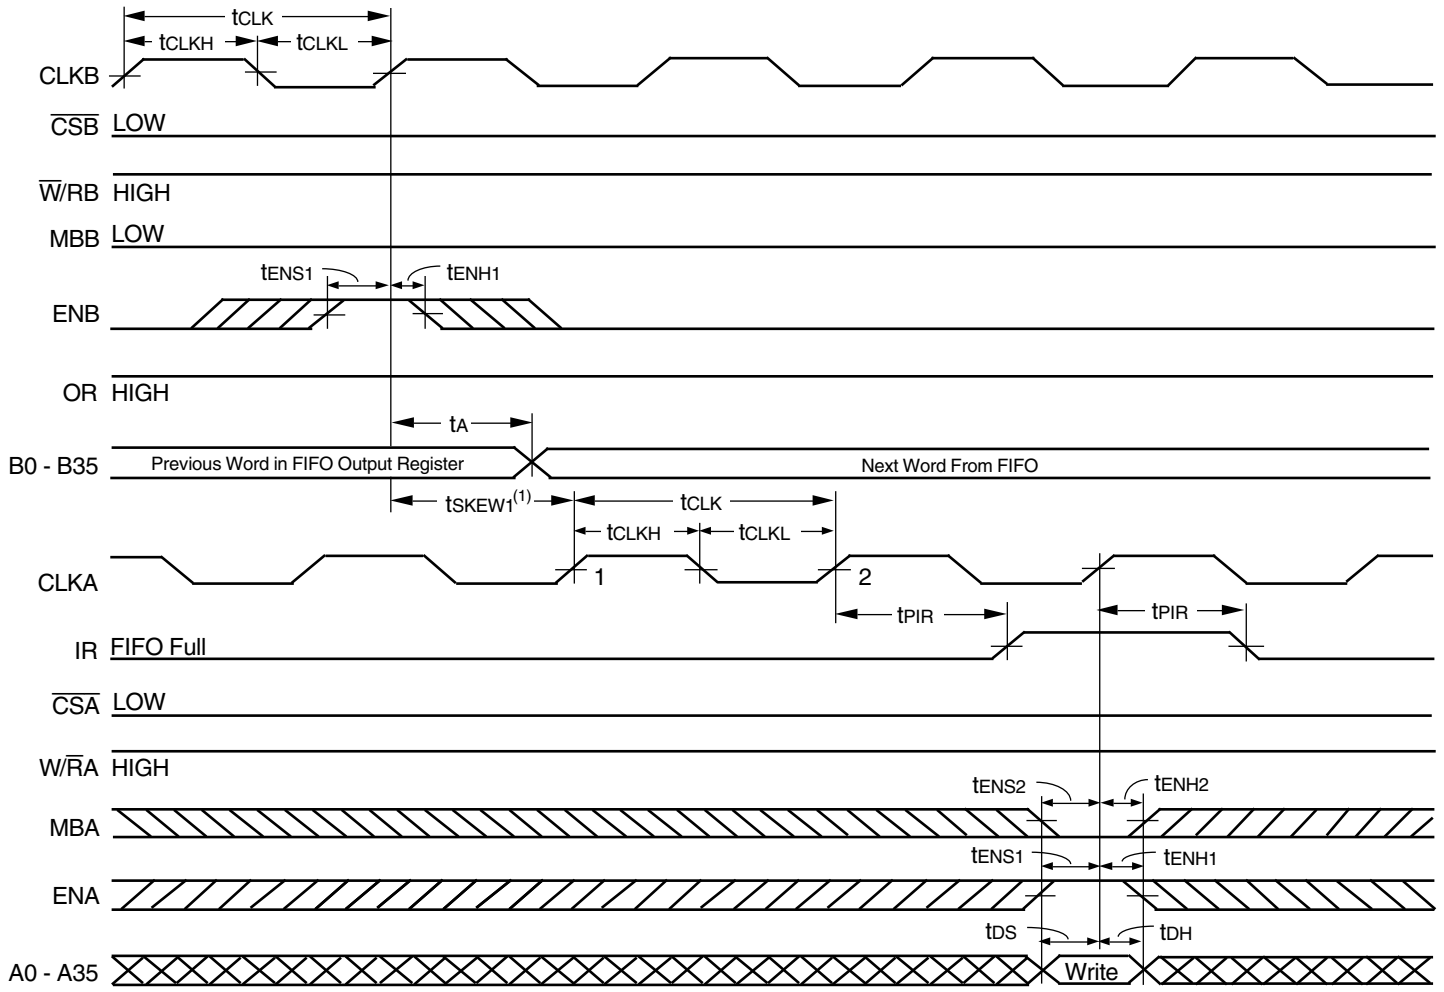 tCLK
tCLKH tCLKL
CLKB
CSB LOW
W/RB HIGH
MBB LOW
tENS1 tENH1
ENB
OR HIGH
tA
B0 - B35 Previous Word in FIFO Output Register Next Word From FIFO
tSKEW1(1) tCLK
tCLKH tCLKL
CLKA 1 2
tPIR tPIR
IR FIFO Full
CSA LOW
W/RA HIGH
tENS2 tENH2
MBA
tENS1 tENH1
ENA
tDS tDH
A0 - A35 Write